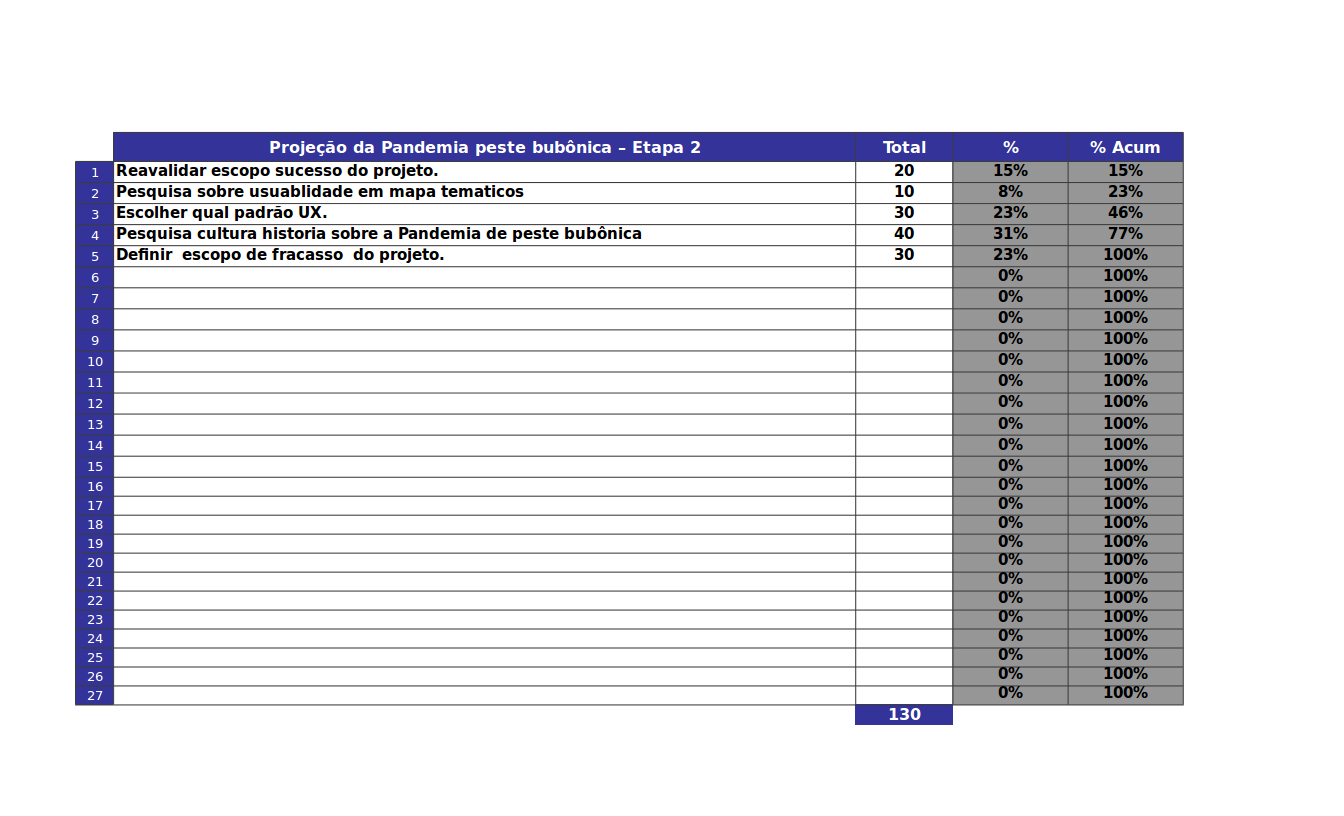 Projeção da Pandemia peste bubônica – Etapa 2 Total % % Acum
1 Reavalidar escopo sucesso do projeto. 20 15% 15%
2 Pesquisa sobre usuablidade em mapa tematicos 10 8% 23%
3 Escolher qual padrão UX. 30 23% 46%
4 Pesquisa cultura historia sobre a Pandemia de peste bubônica 40 31% 77%
5 Definir  escopo de fracasso  do projeto. 30 23% 100%
6 0% 100%
7 0% 100%
8 0% 100%
9 0% 100%
10 0% 100%
11 0% 100%
12 0% 100%
13 0% 100%
14 0% 100%
15 0% 100%
16 0% 100%
17 0% 100%
18 0% 100%
19 0% 100%
20 0% 100%
21 0% 100%
22 0% 100%
23 0% 100%
24 0% 100%
25 0% 100%
26 0% 100%
27 0% 100%
130